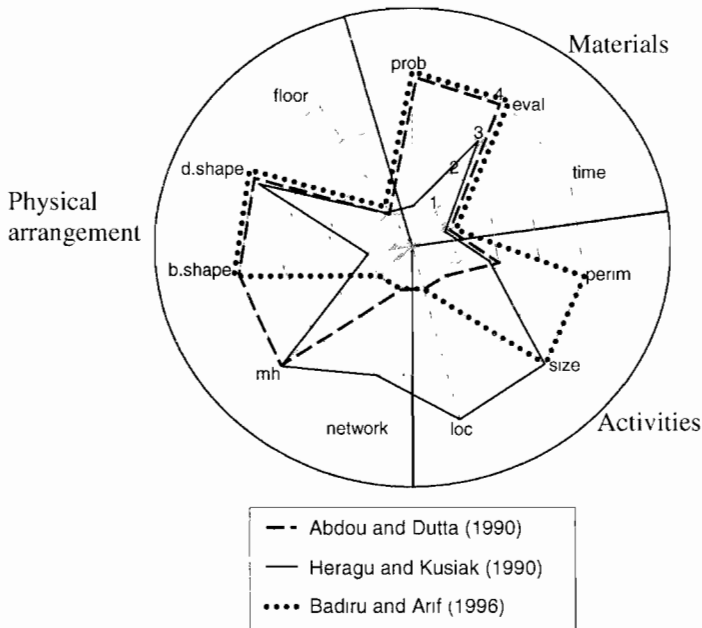 Materials
prob
floor
4
eval
3
2
time
d.shape
1
Physical
arrangement
b.shape
perim
mh
size
Activities
network
loc
Abdou and Dutta (1990)
Heragu and Kusiak (1990)
Badiru and Arif (1996)